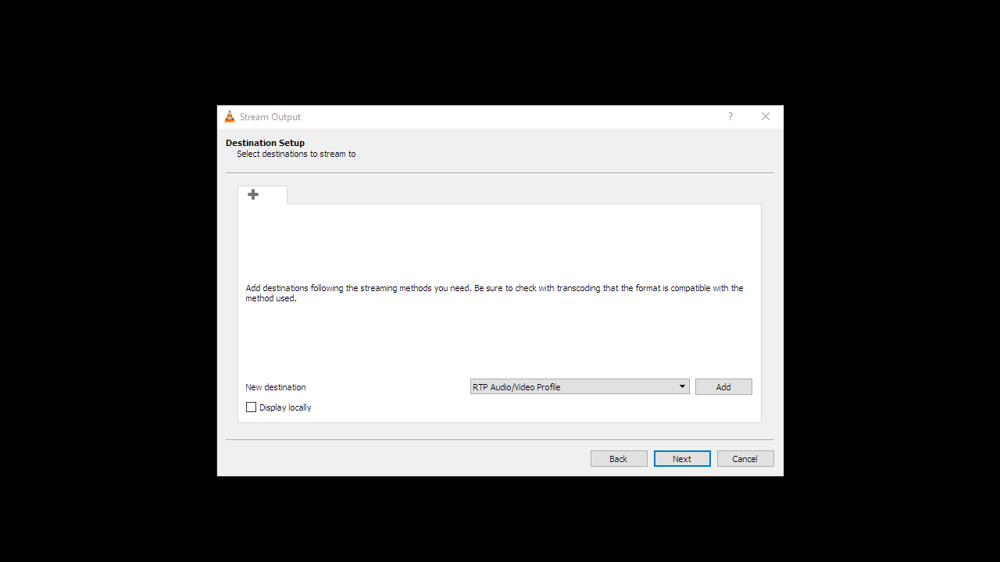 Stream Output
Destination Setup
Select destinations to stream to
Add destinations following the streaming methods you need. Be sure to check with transcoding that the format is compatible with the
method used.
New destination RTP Audio/Video Profile Add
Display locally
Back Next Cancel